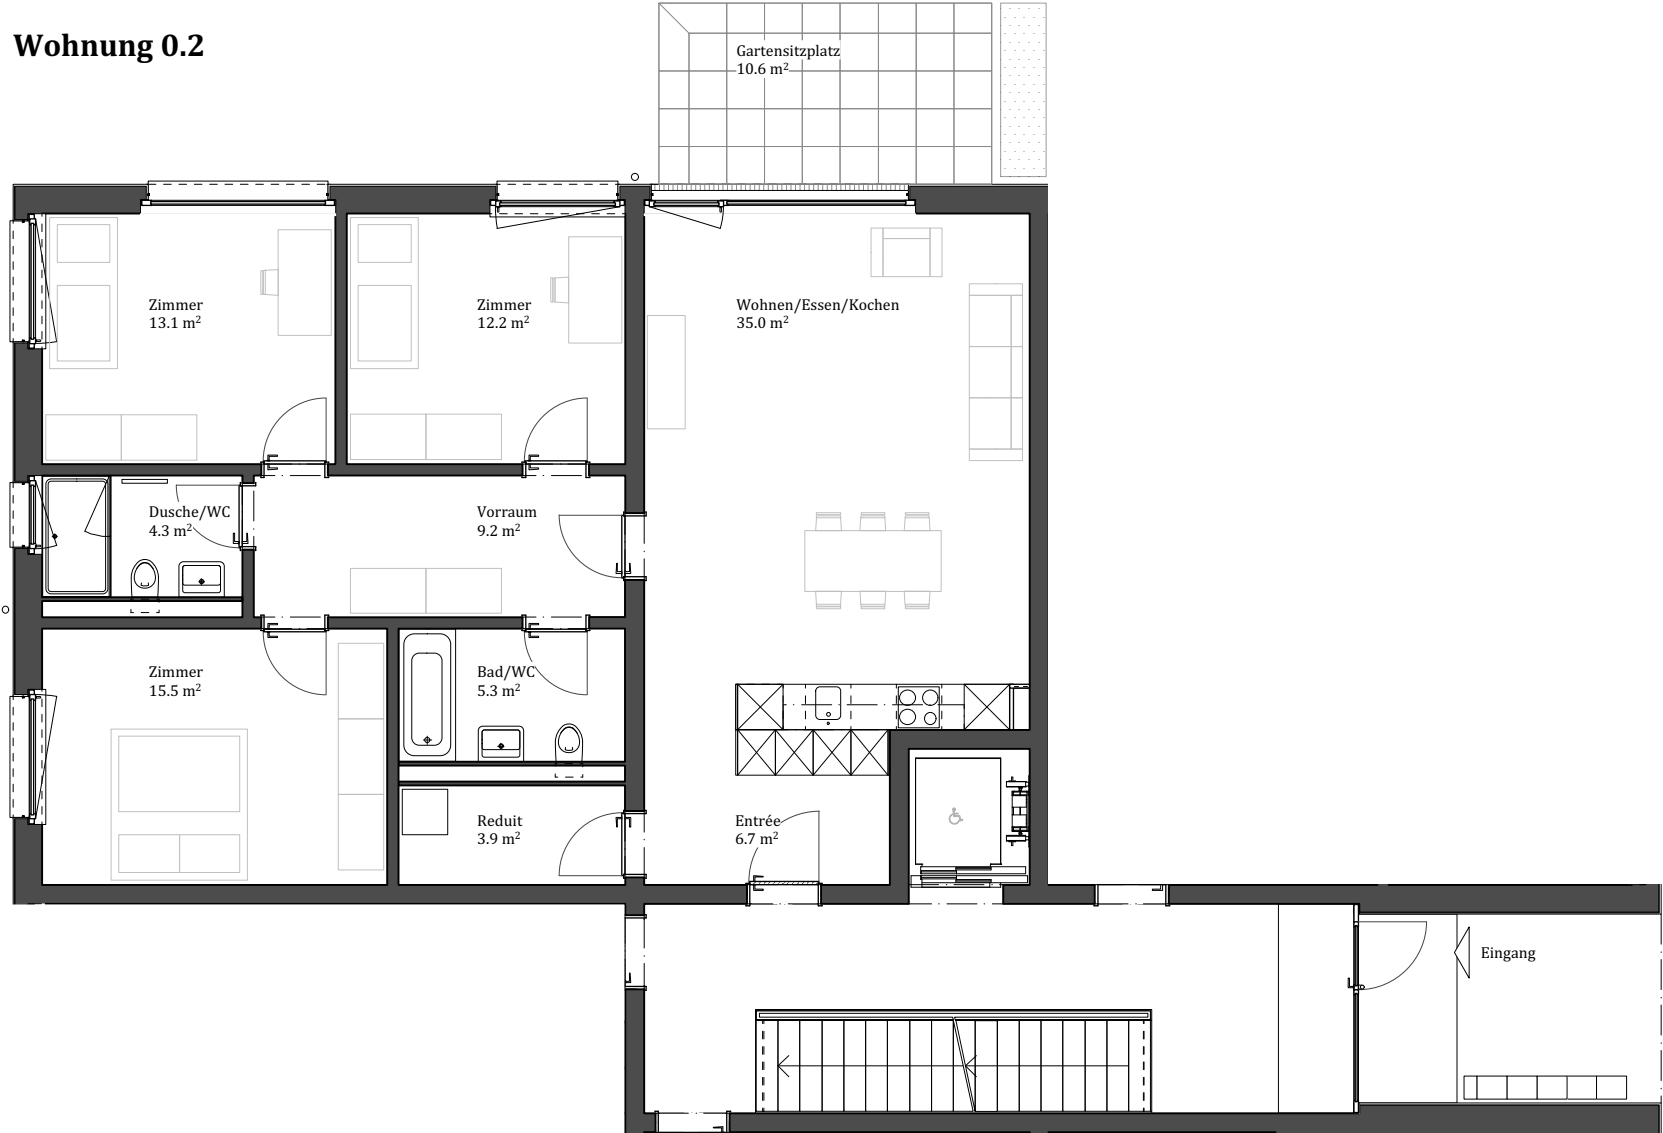 Wohnung 0.2
Gartensitzplatz
10.6 m²
Zimmer
13.1 m²
Zimmer
12.2 m²
Wohnen/Essen/Kochen
35.0 m²
Dusche/WC
4.3 m²
Vorraum
9.2 m²
Zimmer
15.5 m²
Bad/WC
5.3 m²
Reduit
3.9 m²
Entrée
6.7 m²
Eingang